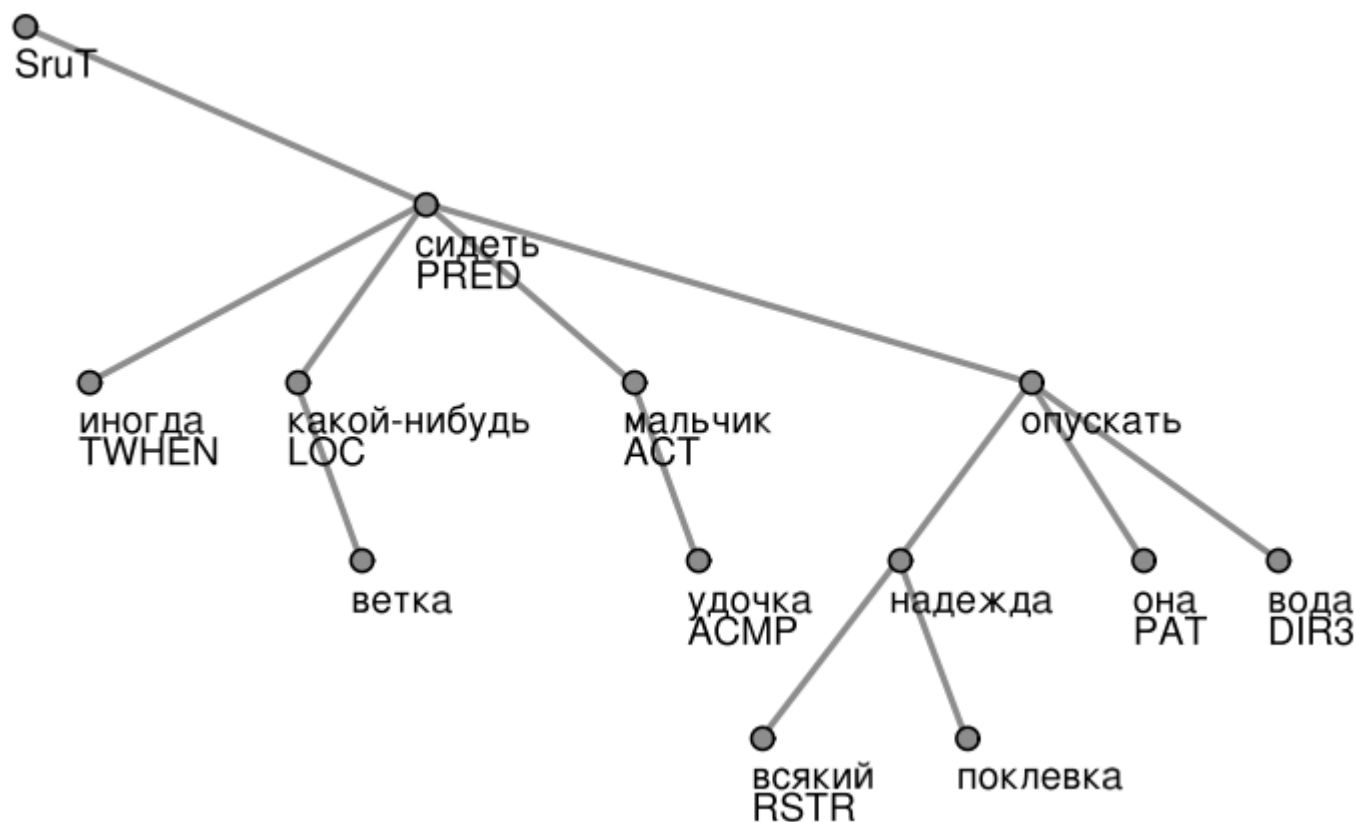 SruT
сидеть
PRED
иногда
TWHEN
какой-нибудь
LOC
мальчик
ACT
опускать
ветка
удочка
ACMP
надежда
она
PAT
вода
DIR3
всякий
RSTR
поклевка